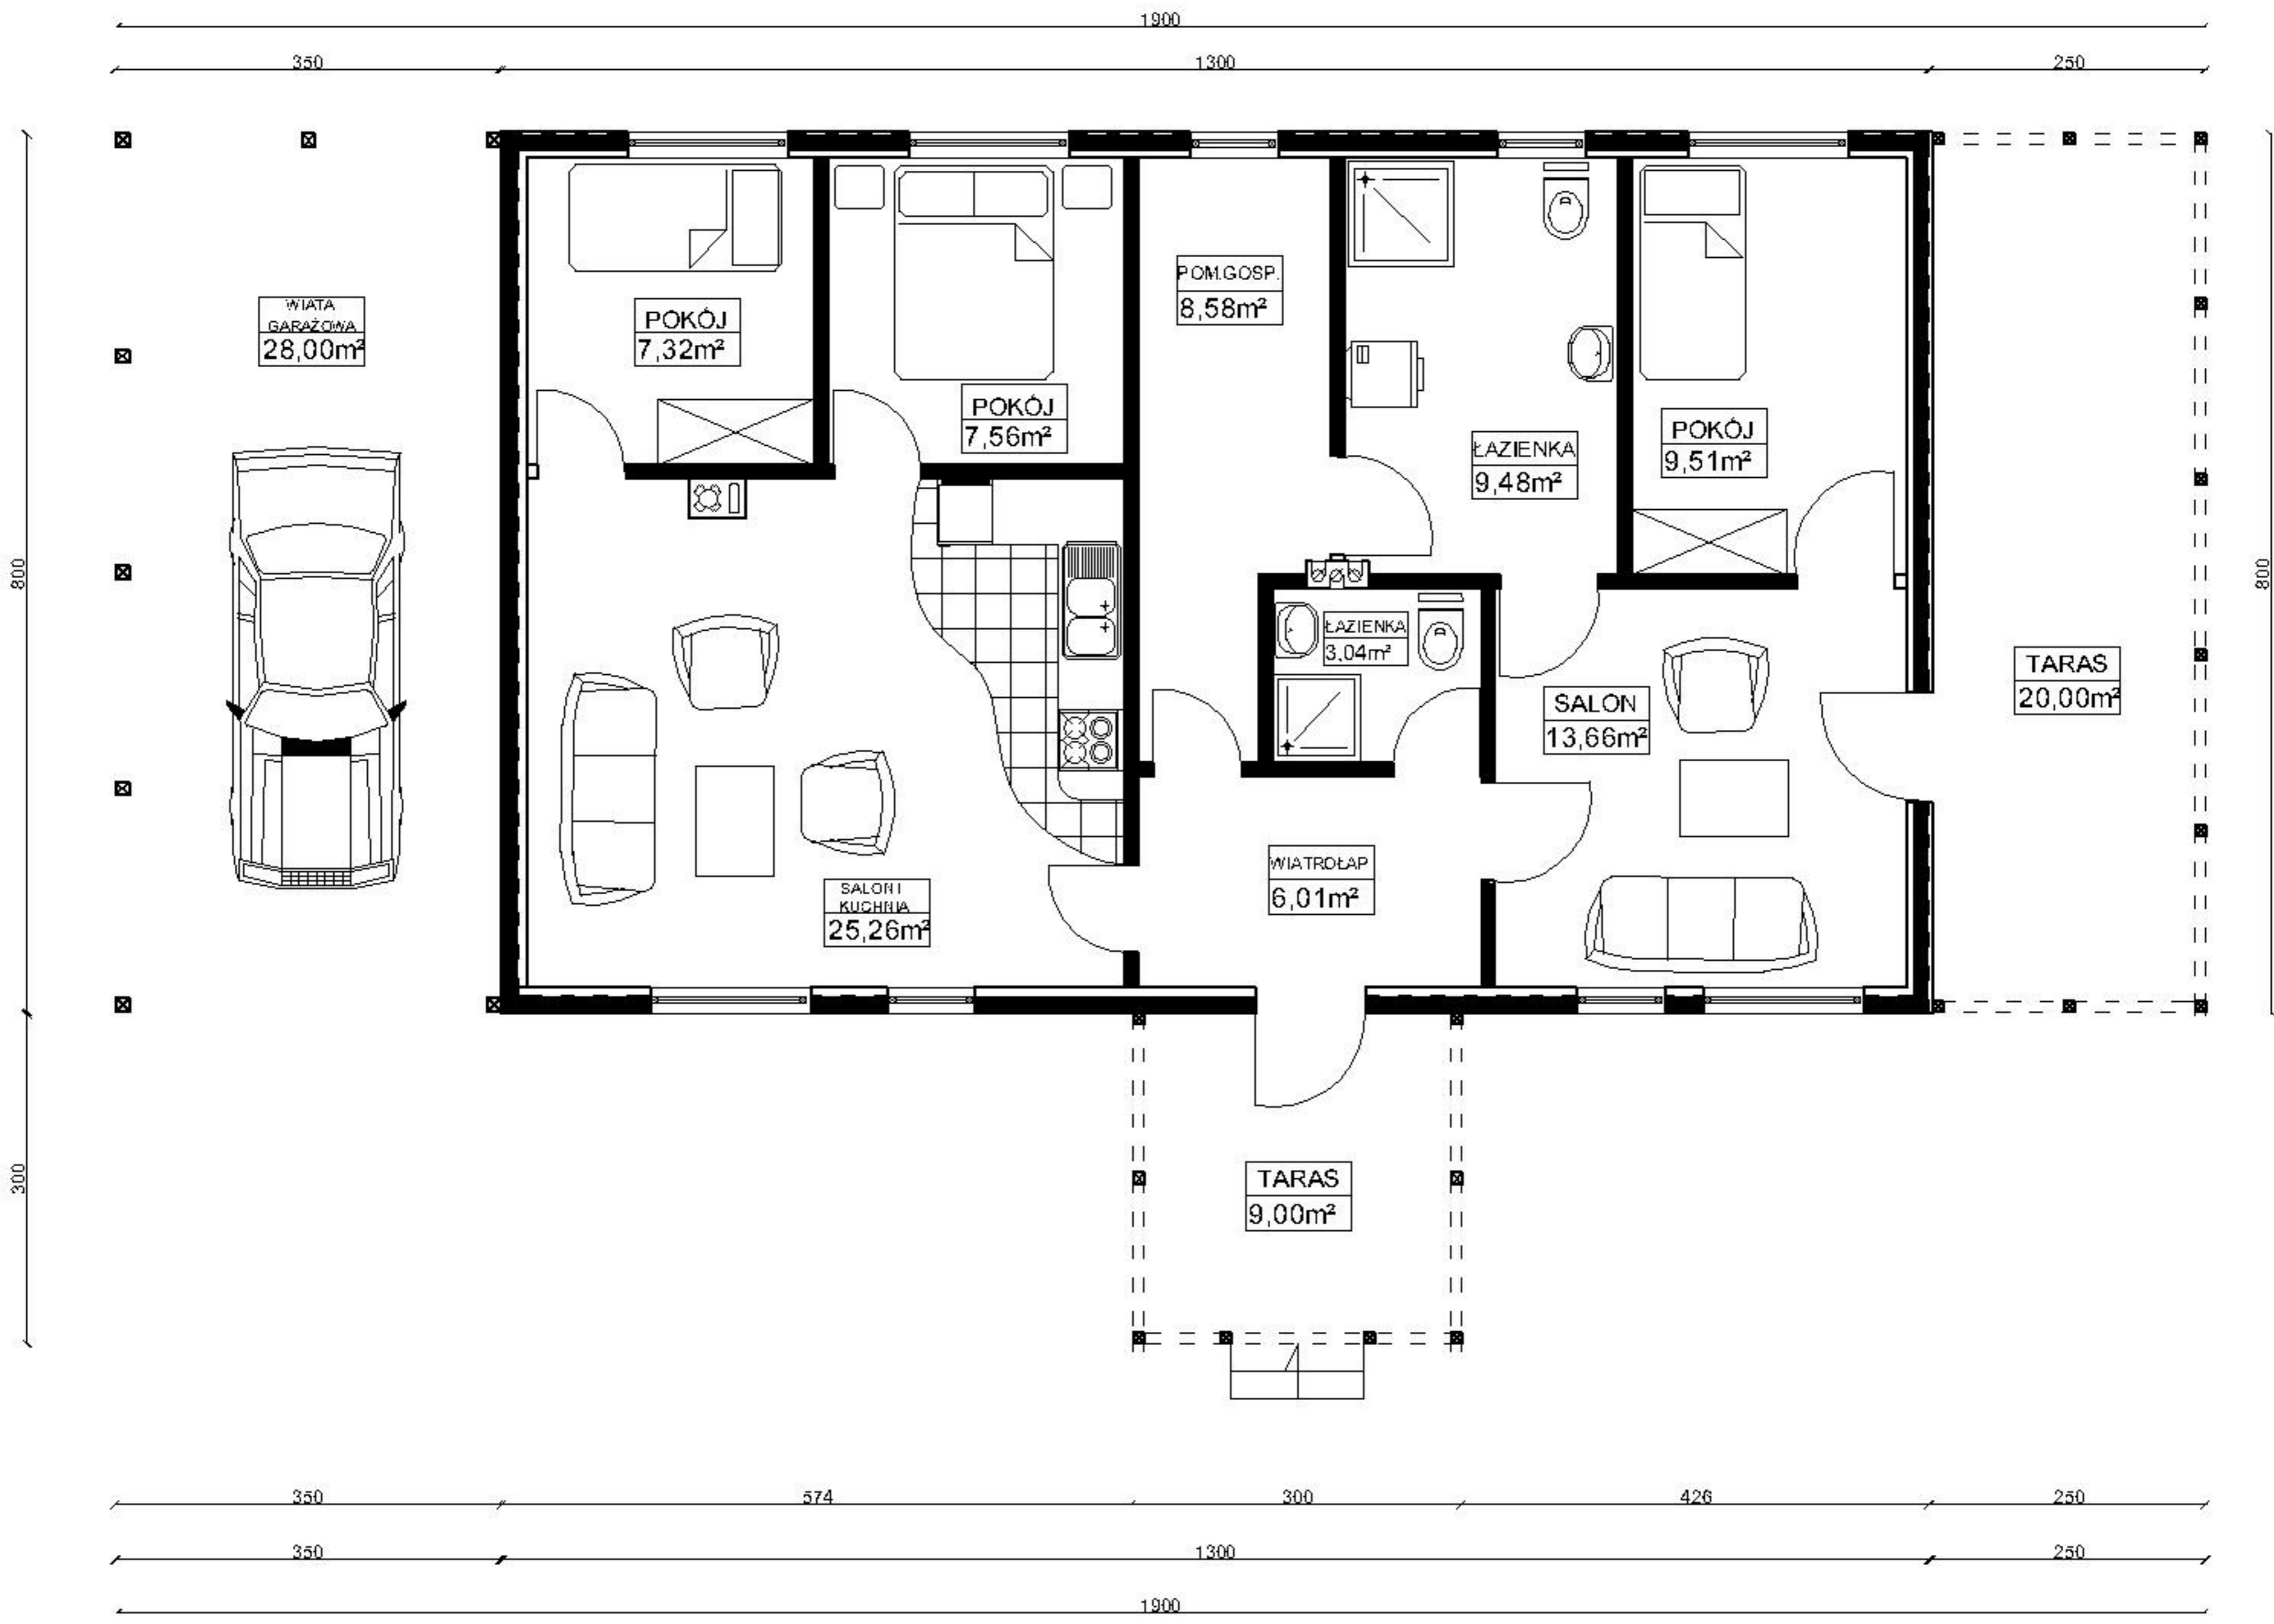 1900
350
1300
250
WIATA
GARAŻOWA
28,00m²
POKÓJ
7,32m²
POKÓJ
7,56m²
POM.GOSP.
8,58m²
ŁAZIENKA
9,48m²
POKÓJ
9,51m²
800
800
ŁAZIENKA
3,04m²
SALON
13,66m²
TARAS
20,00m²
SALON I
KUCHNIA
25,26m²
WIATROŁAP
6,01m²
300
TARAS
9,00m²
350
574
300
426
250
350
1300
250
1900